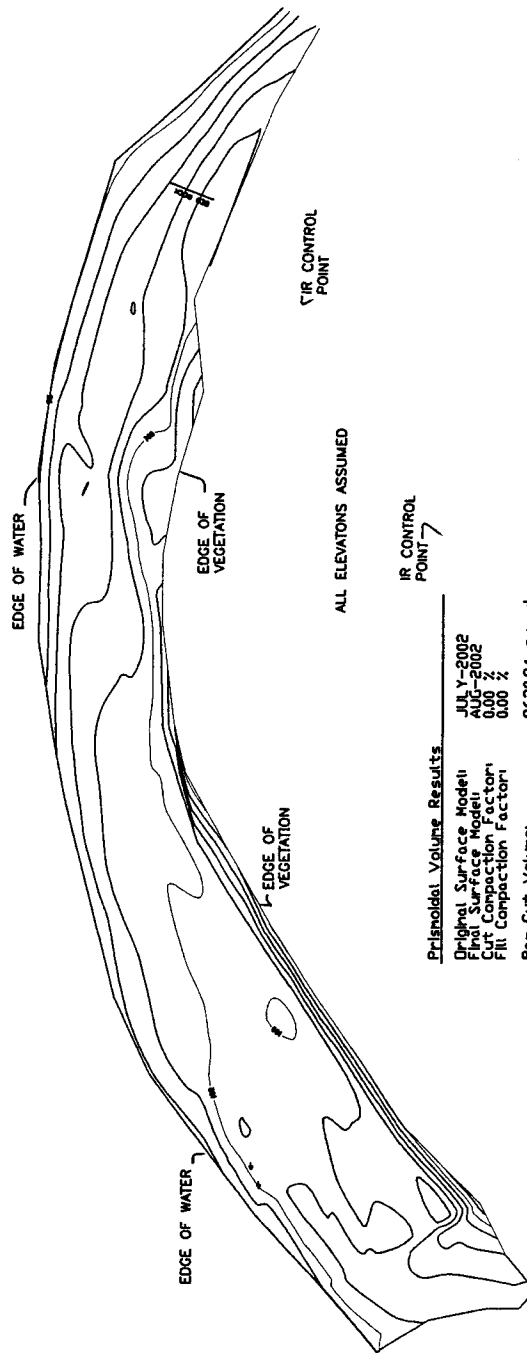 EDGE OF WATER
EDGE OF WATER
EDGE OF
VEGETATION
EDGE OF
VEGETATION
BED ROCK
IR CONTROL
POINT
ALL ELEVATONS ASSUMED
IR CONTROL
POINT
Prismoidal Volume Results
Original Surface Model: JULY-2002
Final Surface Model: AUG-2002
Cut Compaction Factor: 0.00 %
Fill Compaction Factor: 0.00 %